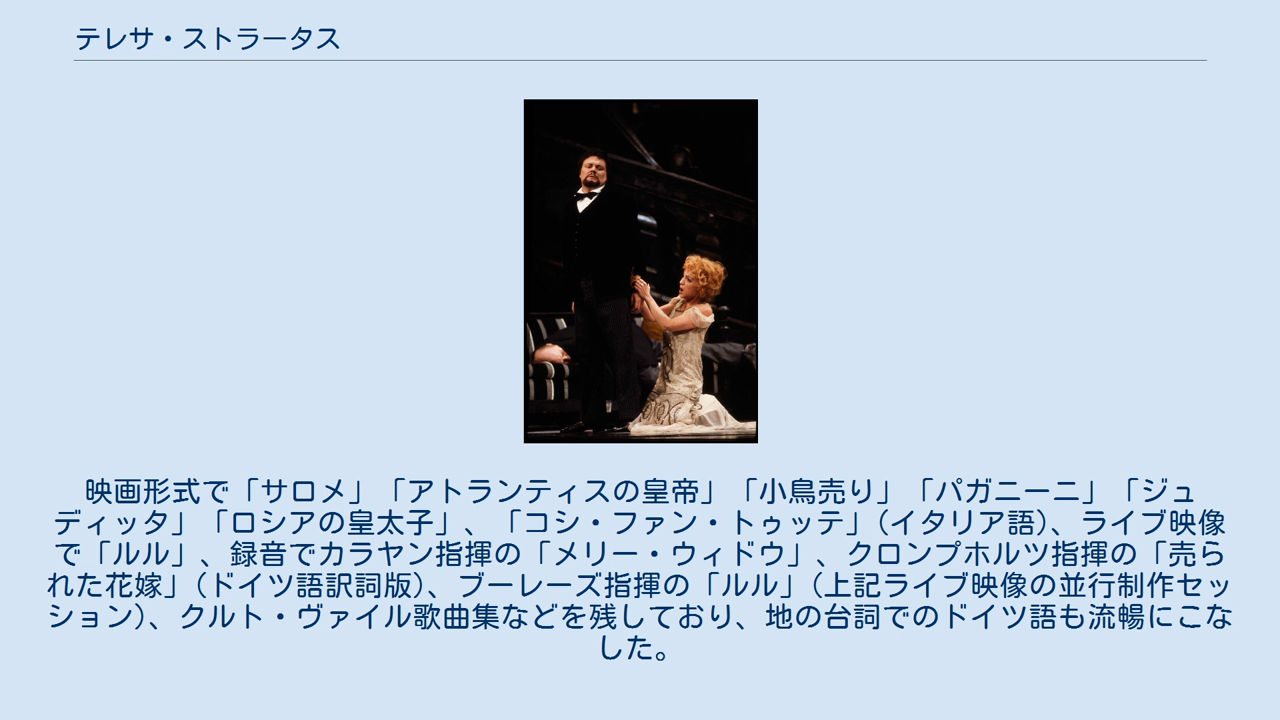 テレサ・ストラータス
映画形式で「サロメ」「アトランティスの皇帝」「小鳥売り」「パガニーニ」「ジュ
ディッタ」「ロシアの皇太子」、「コシ・ファン・トゥッテ」(イタリア語)、ライブ映像
で「ルル」、録音でカラヤン指揮の「メリー・ウィドウ」、クロンプホルツ指揮の「売ら
れた花嫁」(ドイツ語訳詞版)、ブーレーズ指揮の「ルル」(上記ライブ映像の並行制作セッ
ション)、クルト・ヴァイル歌曲集などを残しており、地の台詞でのドイツ語も流暢にこな
した。